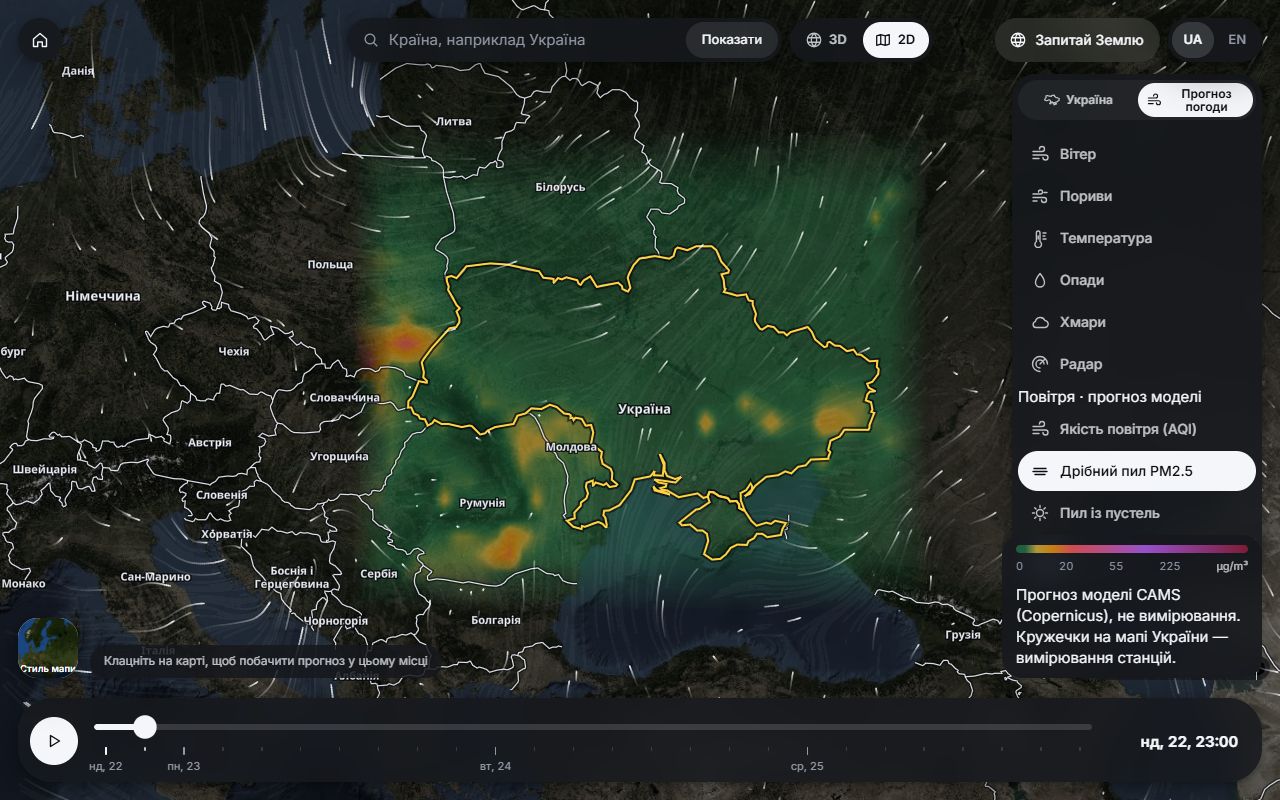 Країна, наприклад Україна
Показати
3D
2D
Запитай Землю
UA
EN
Україна
Прогноз
погоди
Вітер
Пориви
Температура
Опади
Хмари
Радар
Повітря · прогноз моделі
Якість повітря (AQI)
Дрібний пил PM2.5
Пил із пустель
0
20
55
225
µg/m³
Прогноз моделі CAMS
(Copernicus), не вимірювання.
Кружечки на мапі України —
вимірювання станцій.
Данія
Литва
Білорусь
Польща
Німеччина
бург
Чехія
Словаччина
Україна
Австрія
Молдова
Угорщина
Швейцарія
Словенія
Румунія
Хорватія
Сан-Марино
Боснія і
Герцеговина
Сербія
Монако
Чорногорія
Болгарія
Грузія
Італія
Албанія
Стиль мапи
Клацніть на карті, щоб побачити прогноз у цьому місці
нд, 22
пн, 23
вт, 24
ср, 25
нд, 22, 23:00